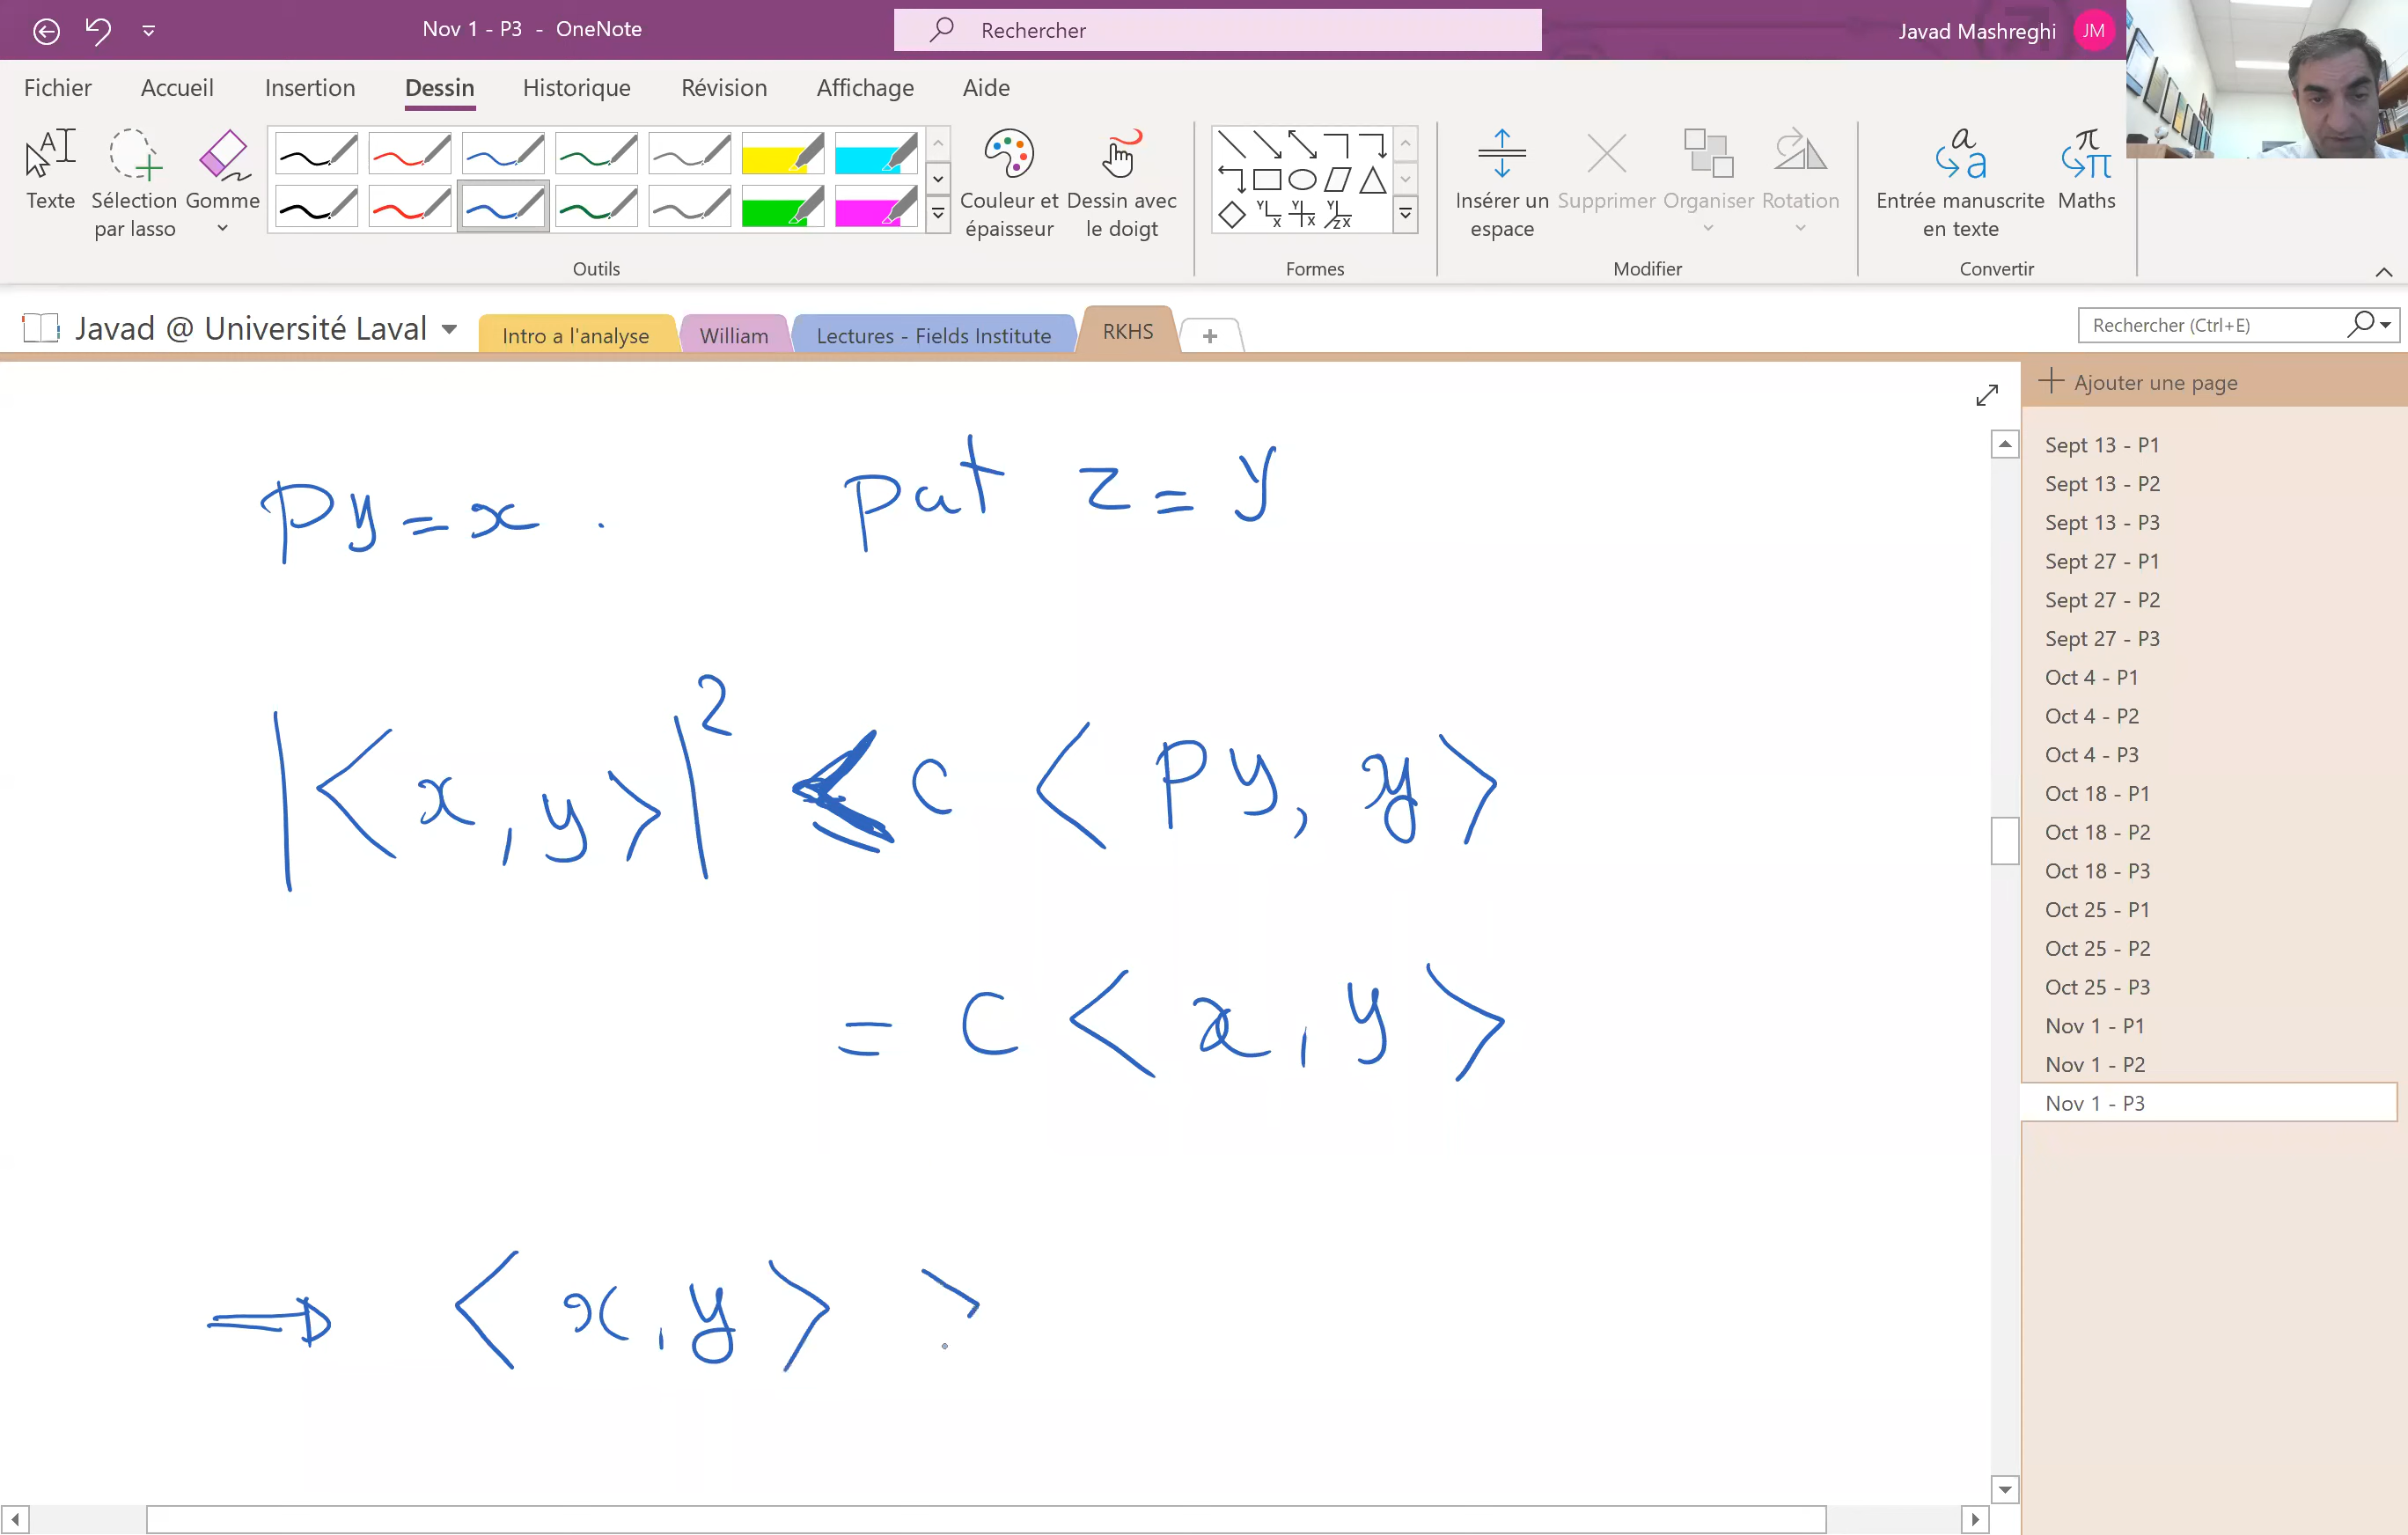 Nov 1 - P3 - OneNote
Rechercher
Javad Mashreghi
JM
Fichier Accueil Insertion Dessin Historique Révision Affichage Aide
Texte
Sélection par lasso
Gomme
Couleur et épaisseur
Dessin avec le doigt
Insérer un espace
Supprimer
Organiser
Rotation
Entrée manuscrite en texte
Maths
Outils
Formes
Modifier
Convertir
Javad @ Université Laval
Intro a l'analyse
William
Lectures - Fields Institute
RKHS
Rechercher (Ctrl+E)
Py = x . put z = y
|< x, y >|² ≤ c < Py, y >
= c < x, y >
⟹ < x, y > >
Ajouter une page
Sept 13 - P1
Sept 13 - P2
Sept 13 - P3
Sept 27 - P1
Sept 27 - P2
Sept 27 - P3
Oct 4 - P1
Oct 4 - P2
Oct 4 - P3
Oct 18 - P1
Oct 18 - P2
Oct 18 - P3
Oct 25 - P1
Oct 25 - P2
Oct 25 - P3
Nov 1 - P1
Nov 1 - P2
Nov 1 - P3